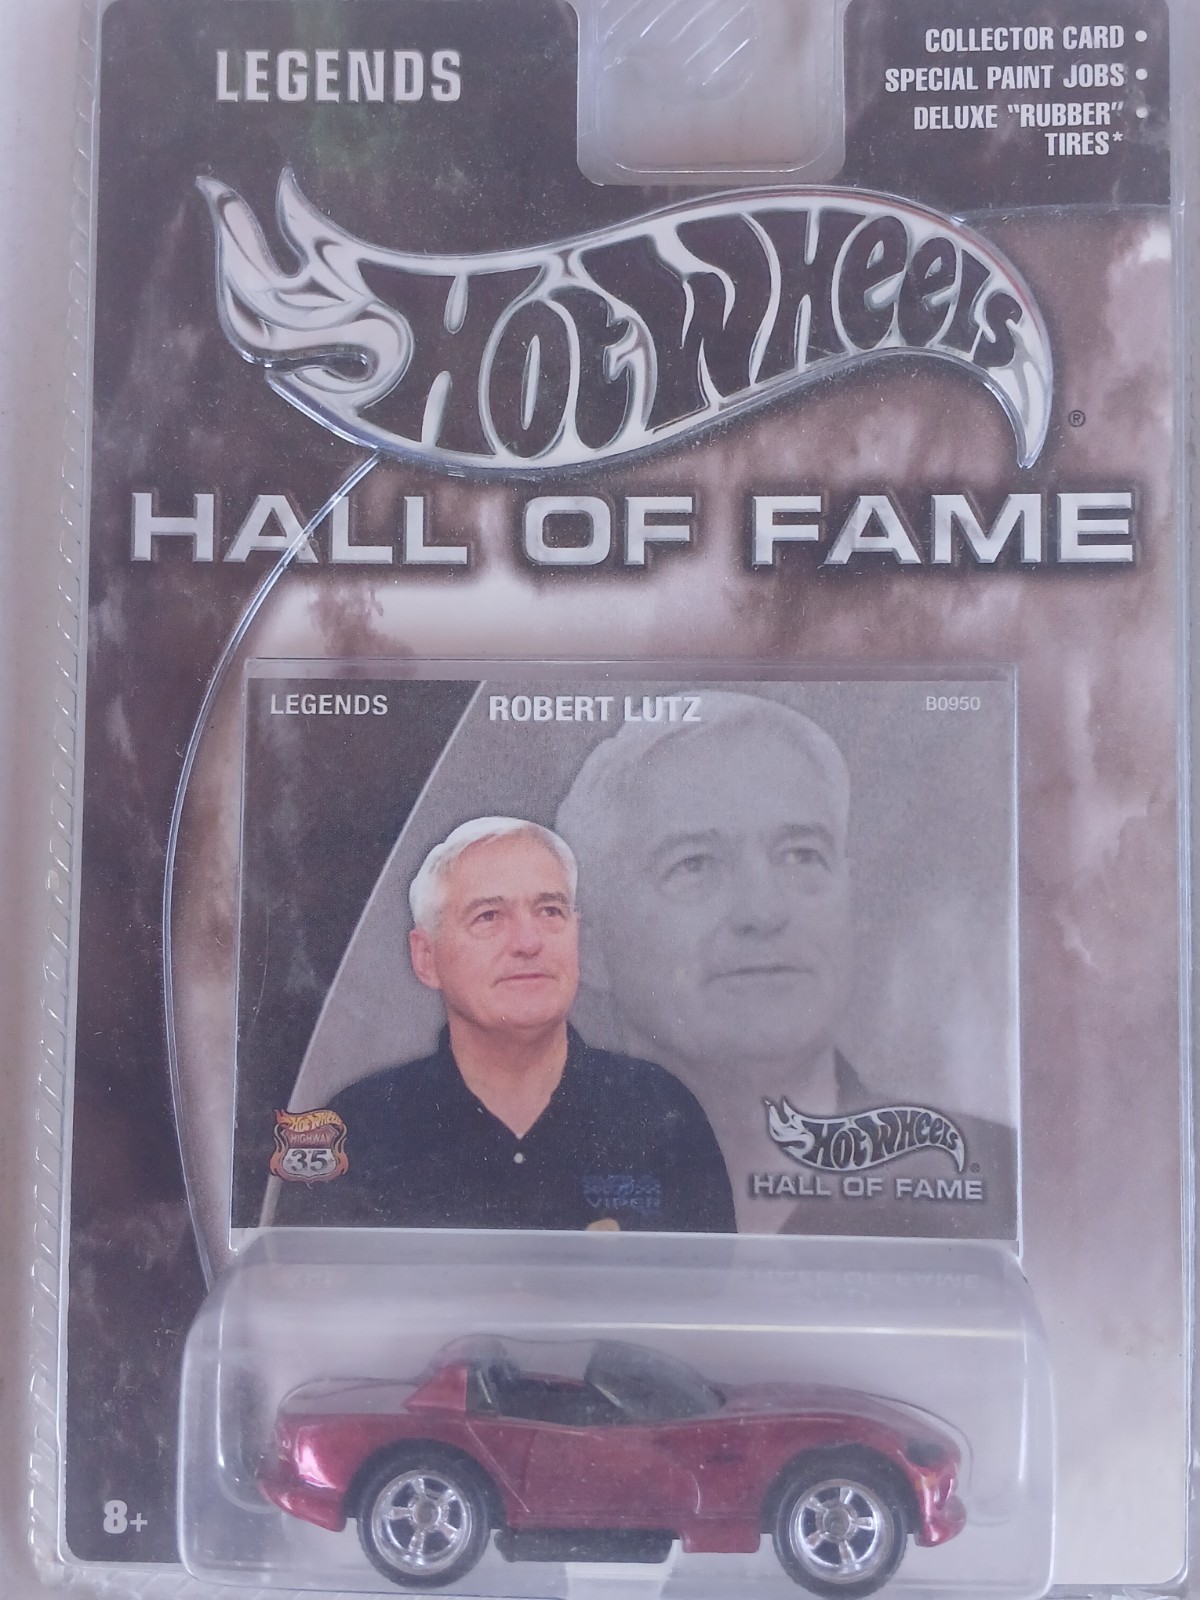 LEGENDS
COLLECTOR CARD •
SPECIAL PAINT JOBS •
DELUXE "RUBBER" •
TIRES*
HOT WHEELS
®
HALL OF FAME
LEGENDS
ROBERT LUTZ
B0950
VIPER
HOT WHEELS
HIGHWAY
35
HOT WHEELS
®
HALL OF FAME
8+